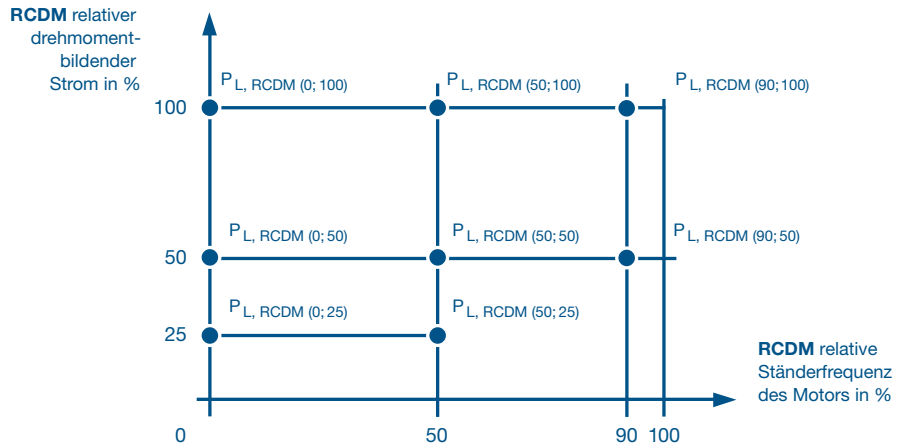 RCDM relativer
drehmoment-
bildender
Strom in %
P L, RCDM (0; 100)
P L, RCDM (50; 100)
P L, RCDM (90; 100)
100
P L, RCDM (0; 50)
P L, RCDM (50; 50)
P L, RCDM (90; 50)
50
P L, RCDM (0; 25)
P L, RCDM (50; 25)
25
RCDM relative
Ständerfrequenz
des Motors in %
0 50 90 100